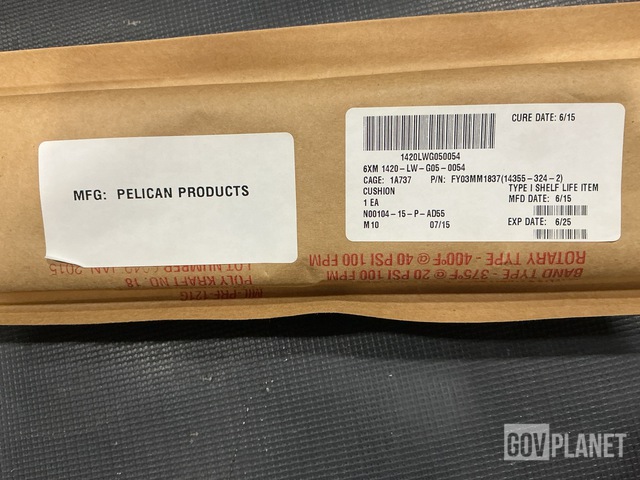 MFG: PELICAN PRODUCTS
CURE DATE: 6/15
1420LWG050054
6XM 1420-LW-G05-0054
CAGE: 1A737 P/N: FY03MM1837(14355-324-2)
CUSHION TYPE I SHELF LIFE ITEM
1 EA MFD DATE: 6/15
N00104-15-P-AD55
M10 07/15 EXP DATE: 6/25
BAND TYPE - 375°F @ 20 PSI 100 FPM
ROTARY TYPE - 400°F @ 40 PSI 100 FPM
POLY KRAFT NO. 18
LOT NUMBER JAN. 2015
GOVPLANET